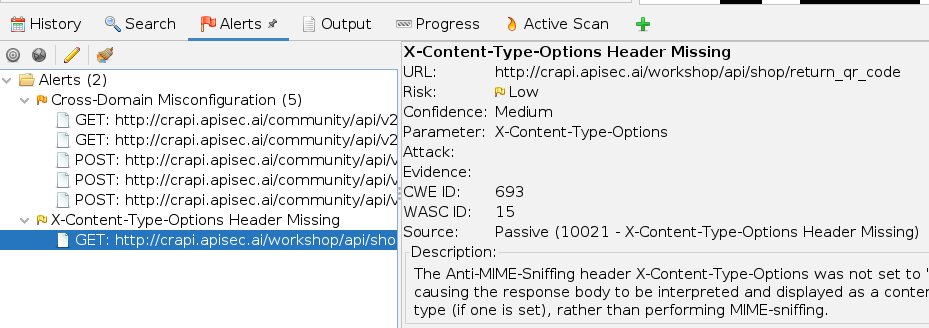 History Search Alerts Output Progress Active Scan
Alerts (2)
Cross-Domain Misconfiguration (5)
GET: http://crapi.apisec.ai/community/api/v2
GET: http://crapi.apisec.ai/community/api/v2
POST: http://crapi.apisec.ai/community/api/v
POST: http://crapi.apisec.ai/community/api/v
POST: http://crapi.apisec.ai/community/api/v
X-Content-Type-Options Header Missing
GET: http://crapi.apisec.ai/workshop/api/sho
X-Content-Type-Options Header Missing
URL: http://crapi.apisec.ai/workshop/api/shop/return_qr_code
Risk: Low
Confidence: Medium
Parameter: X-Content-Type-Options
Attack:
Evidence:
CWE ID: 693
WASC ID: 15
Source: Passive (10021 - X-Content-Type-Options Header Missing)
Description:
The Anti-MIME-Sniffing header X-Content-Type-Options was not set to '
causing the response body to be interpreted and displayed as a conten
type (if one is set), rather than performing MIME-sniffing.